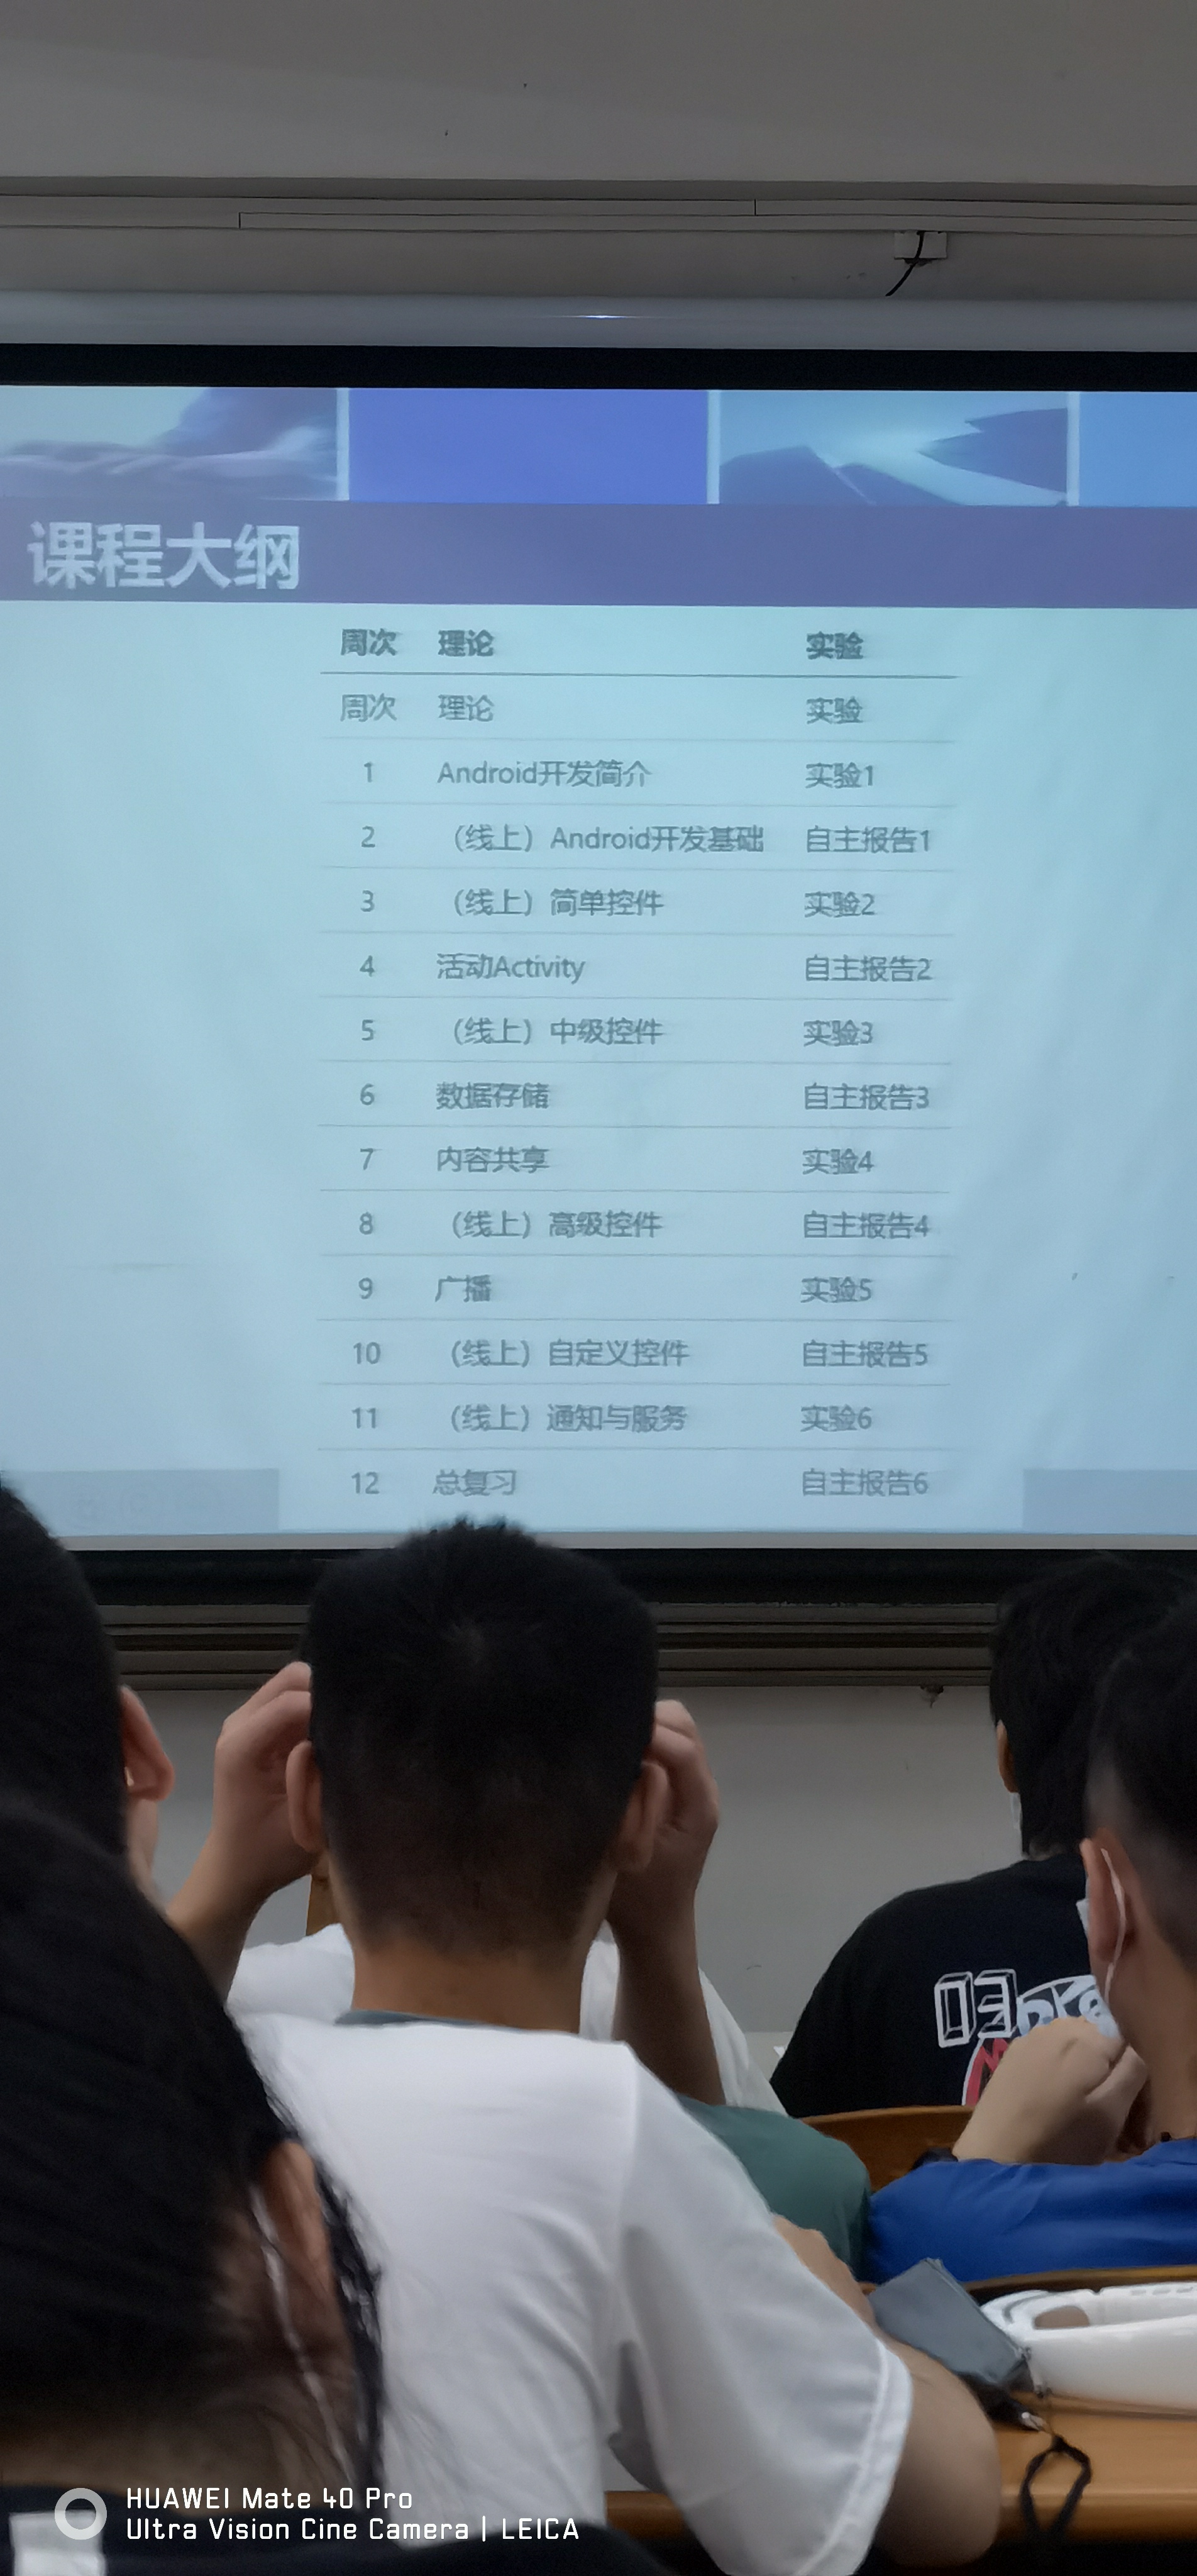 课程大纲
周次 理论 实验
周次 理论 实验
1 Android开发简介 实验1
2 （线上）Android开发基础 自主报告1
3 （线上）简单控件 实验2
4 活动Activity 自主报告2
5 （线上）中级控件 实验3
6 数据存储 自主报告3
7 内容共享 实验4
8 （线上）高级控件 自主报告4
9 广播 实验5
10 （线上）自定义控件 自主报告5
11 （线上）通知与服务 实验6
12 总复习 自主报告6
HUAWEI Mate 40 Pro
Ultra Vision Cine Camera | LEICA